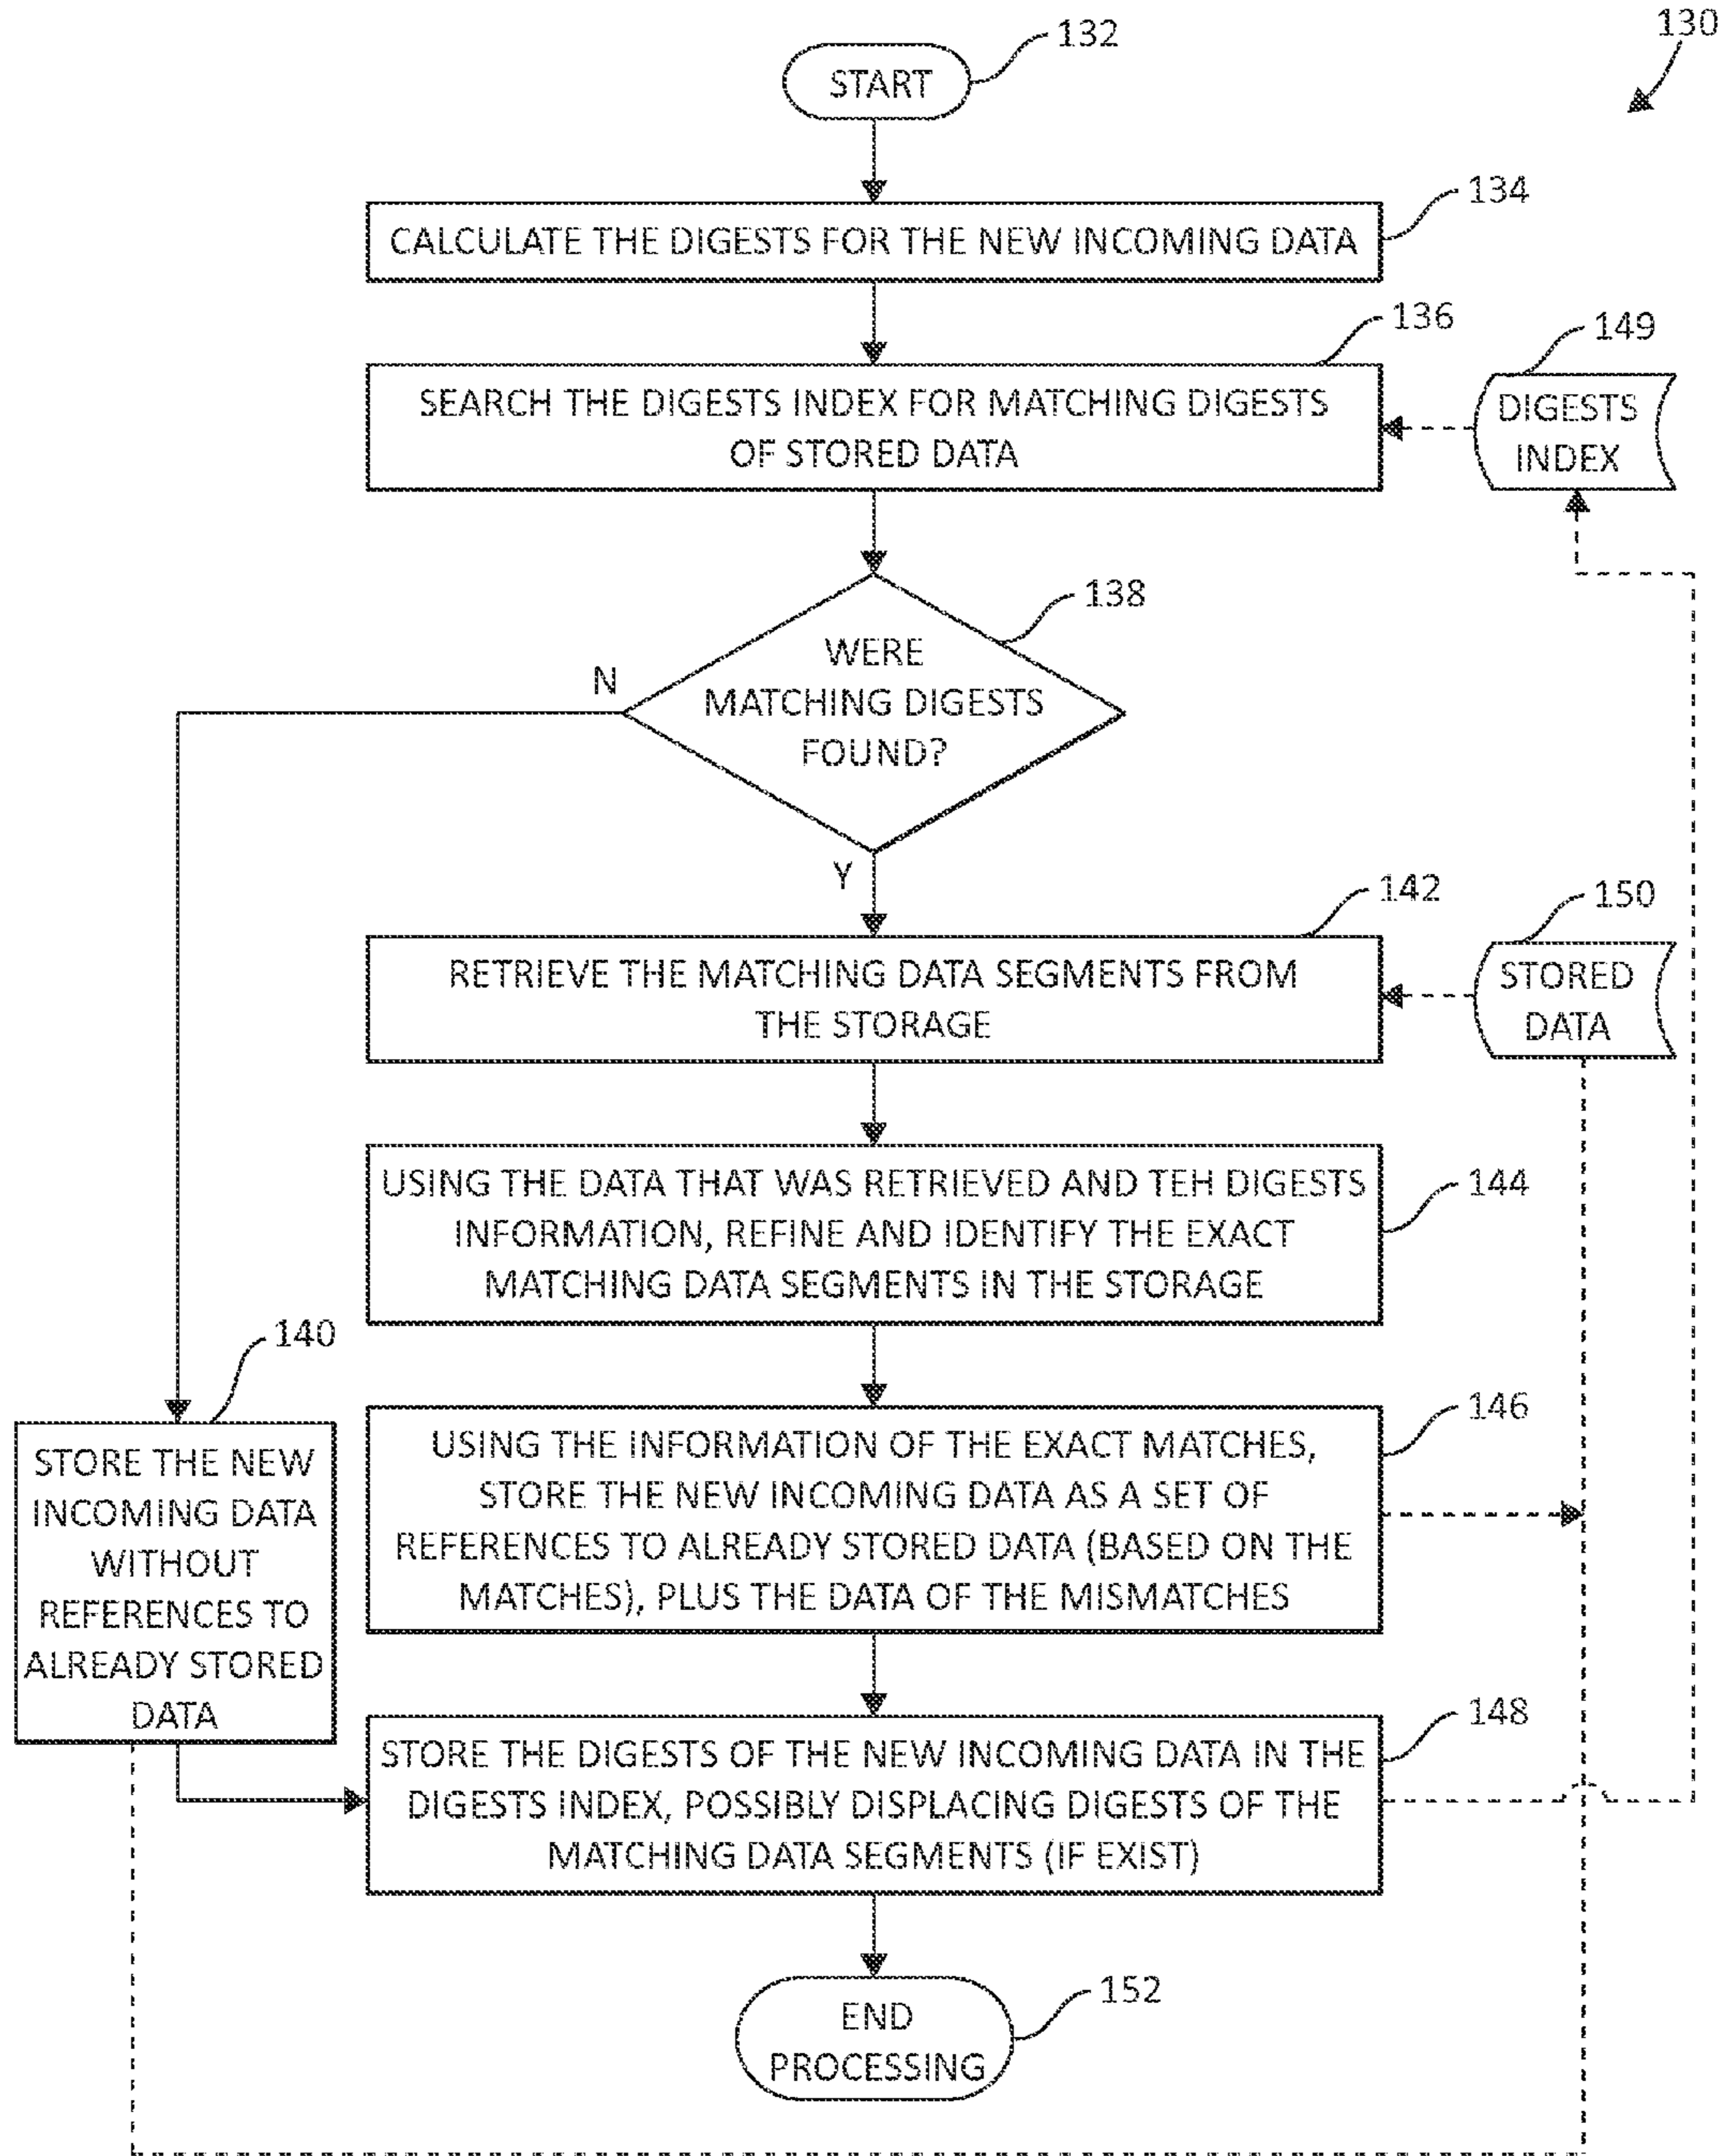 130
132
START
134
CALCULATE THE DIGESTS FOR THE NEW INCOMING DATA
136
SEARCH THE DIGESTS INDEX FOR MATCHING DIGESTS
OF STORED DATA
149
DIGESTS
INDEX
138
WERE
MATCHING DIGESTS
FOUND?
N
Y
142
RETRIEVE THE MATCHING DATA SEGMENTS FROM
THE STORAGE
150
STORED
DATA
144
USING THE DATA THAT WAS RETRIEVED AND TEH DIGESTS
INFORMATION, REFINE AND IDENTIFY THE EXACT
MATCHING DATA SEGMENTS IN THE STORAGE
140
STORE THE NEW
INCOMING DATA
WITHOUT
REFERENCES TO
ALREADY STORED
DATA
146
USING THE INFORMATION OF THE EXACT MATCHES,
STORE THE NEW INCOMING DATA AS A SET OF
REFERENCES TO ALREADY STORED DATA (BASED ON THE
MATCHES), PLUS THE DATA OF THE MISMATCHES
148
STORE THE DIGESTS OF THE NEW INCOMING DATA IN THE
DIGESTS INDEX, POSSIBLY DISPLACING DIGESTS OF THE
MATCHING DATA SEGMENTS (IF EXIST)
152
END
PROCESSING